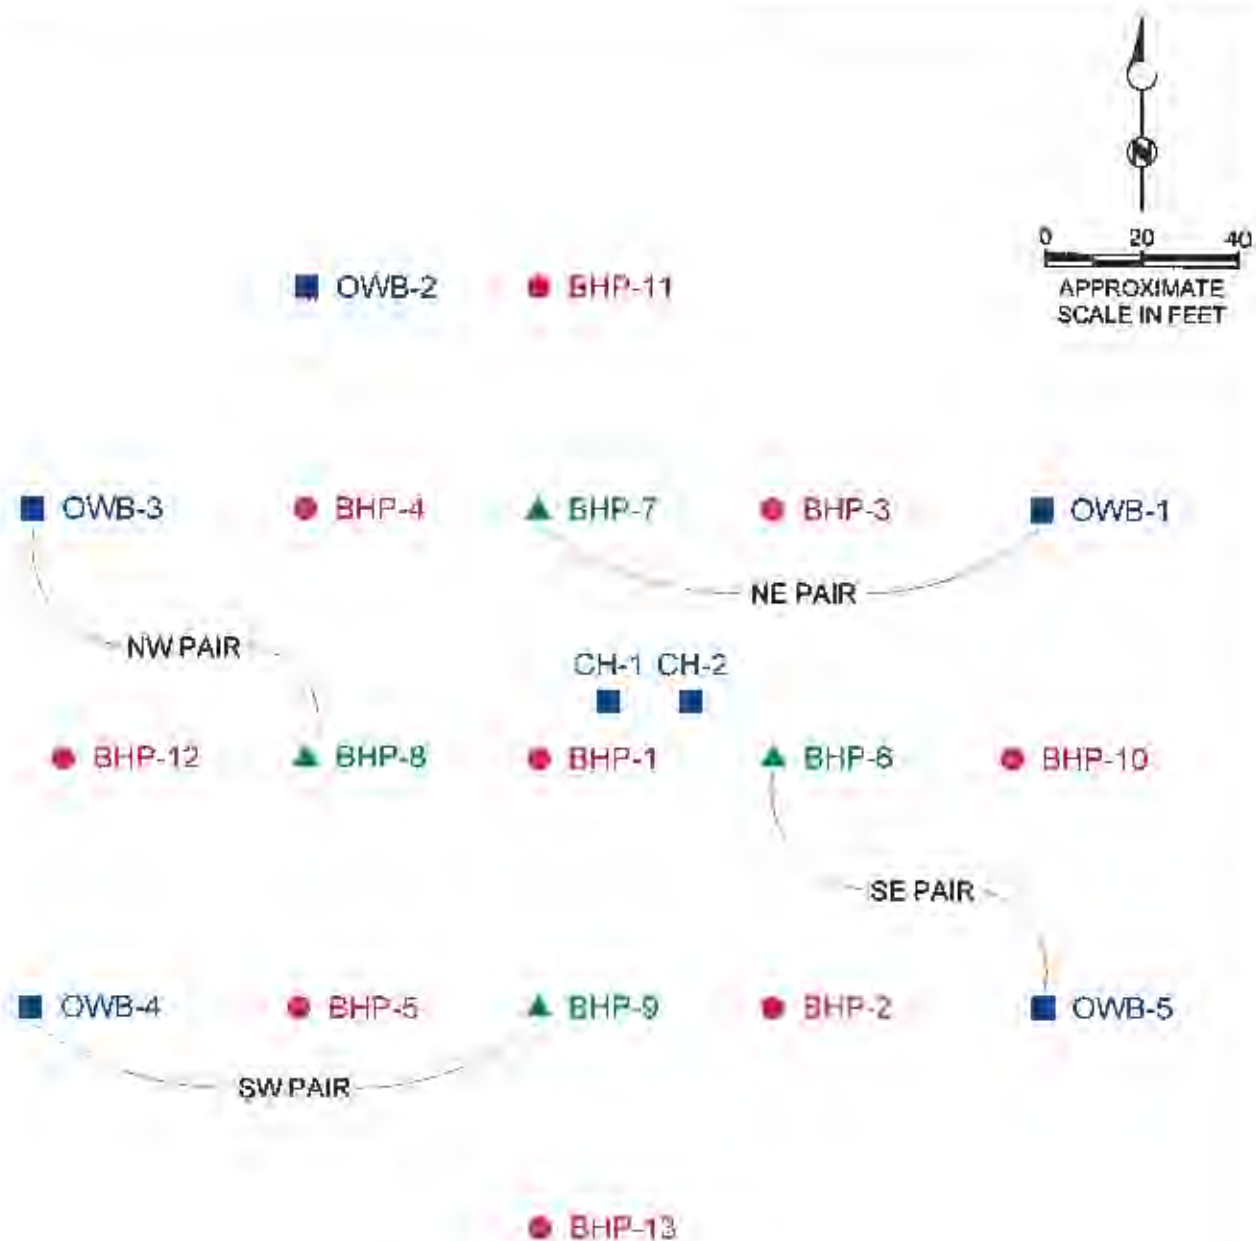 N
0 20 40
APPROXIMATE
SCALE IN FEET
OWB-2 BHP-11
OWB-3 BHP-4 BHP-7 BHP-3 OWB-1
NE PAIR
NW PAIR
CH-1 CH-2
BHP-12 BHP-8 BHP-1 BHP-6 BHP-10
SE PAIR
OWB-4 BHP-5 BHP-9 BHP-2 OWB-5
SW PAIR
BHP-13